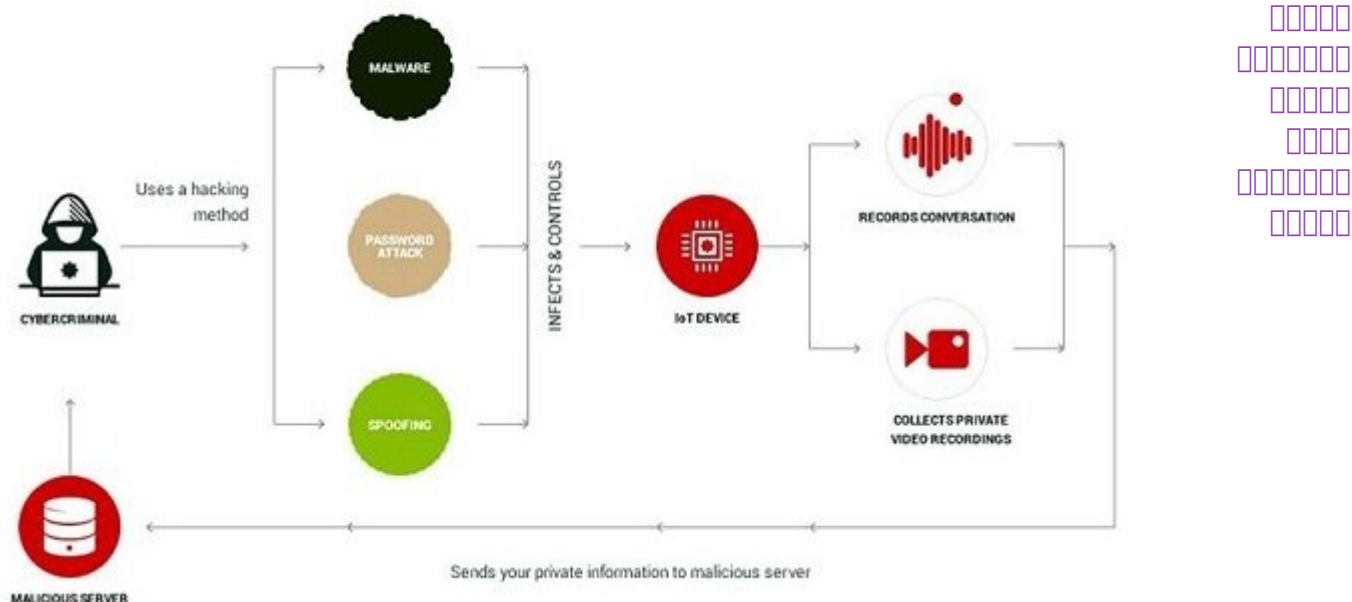 MALWARE
Uses a hacking
method
PASSWORD
ATTACK
INFECTS & CONTROLS
RECORDS CONVERSATION
CYBERCRIMINAL
IoT DEVICE
SPOOFING
COLLECTS PRIVATE
VIDEO RECORDINGS
Sends your private information to malicious server
MALICIOUS SERVER